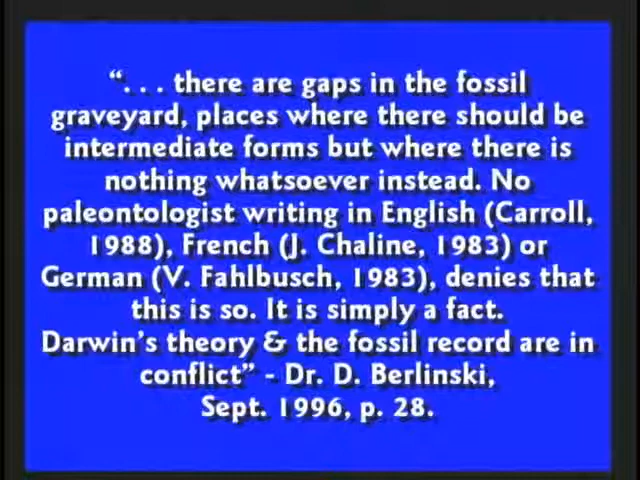 “. . . there are gaps in the fossil
graveyard, places where there should be
intermediate forms but where there is
nothing whatsoever instead. No
paleontologist writing in English (Carroll,
1988), French (J. Chaline, 1983) or
German (V. Fahlbusch, 1983), denies that
this is so. It is simply a fact.
Darwin’s theory & the fossil record are in
conflict” - Dr. D. Berlinski,
Sept. 1996, p. 28.